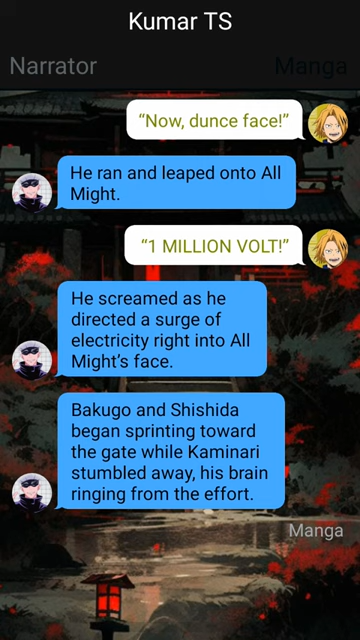 Kumar TS
Narrator
Manga
“Now, dunce face!”
He ran and leaped onto All
Might.
“1 MILLION VOLT!”
He screamed as he
directed a surge of
electricity right into All
Might’s face.
Bakugo and Shishida
began sprinting toward
the gate while Kaminari
stumbled away, his brain
ringing from the effort.
Manga